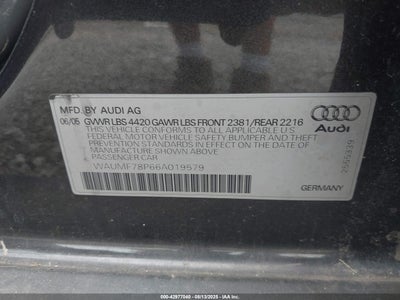 MFD. BY AUDI AG
06/05 GVWR LBS 4420 GAWR LBS FRONT 2381/REAR 2216
THIS VEHICLE CONFORMS TO ALL APPLICABLE U.S.
FEDERAL MOTOR VEHICLE SAFETY BUMPER AND THEFT
PREVENTION STANDARDS IN EFFECT ON THE DATE OF
MANUFACTURE SHOWN ABOVE.
PASSENGER CAR
WAUMF78P66A019579
Audi
2565339
GERMANY
000-42977040 - 08/13/2025 - IAA Inc.